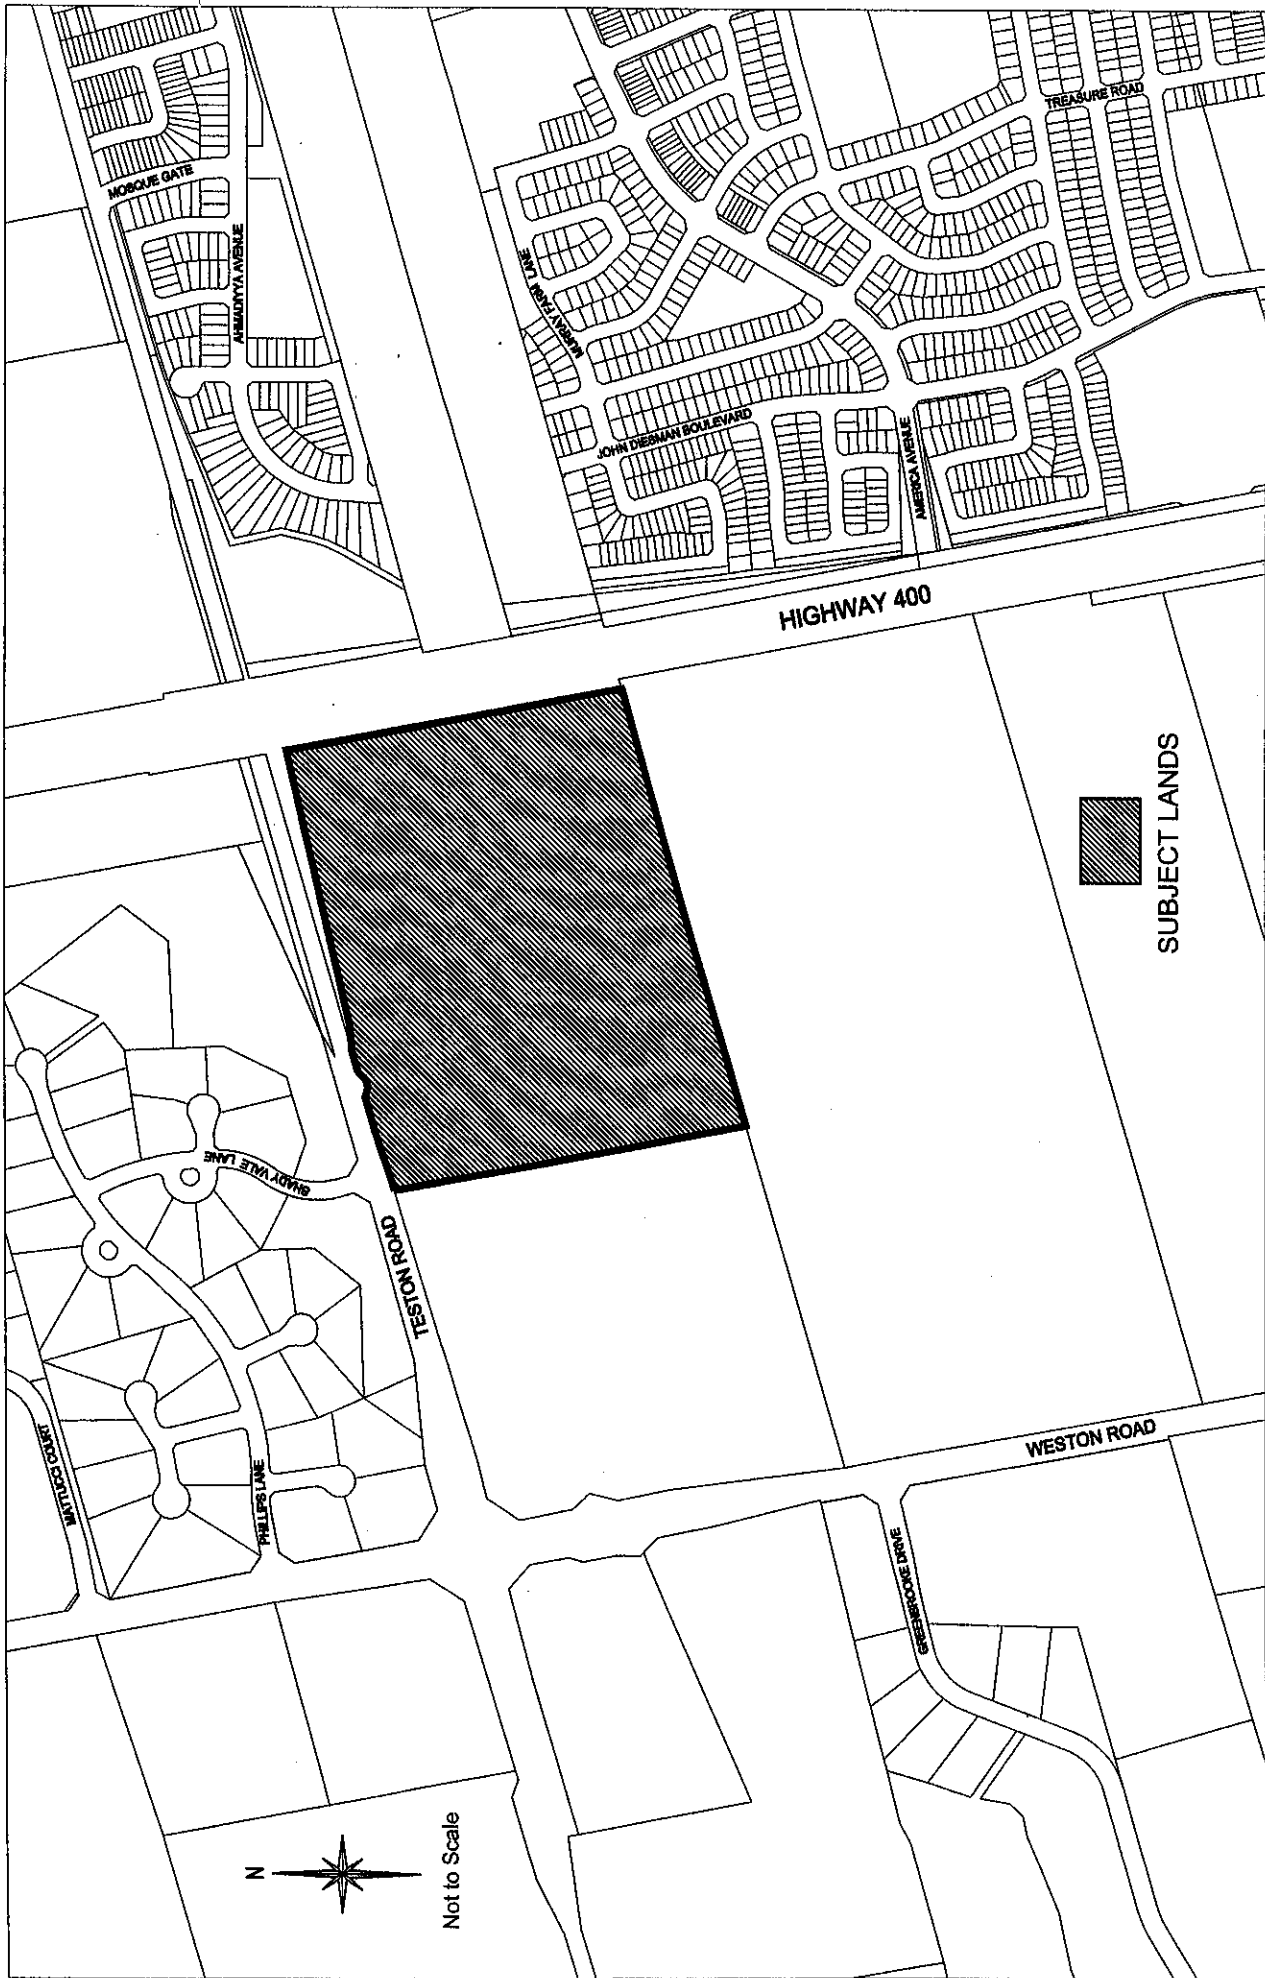 MOSQUE GATE
AHMADIYYA AVENUE
TREASURE ROAD
MURRAY FARM LANE
JOHN DIESMAN BOULEVARD
AMERICA AVENUE
HIGHWAY 400
SUBJECT LANDS
SHADY VALE LANE
TESTON ROAD
MATTUCCI COURT
PHILLIPS LANE
WESTON ROAD
GREENBROOKE DRIVE
N
Not to Scale